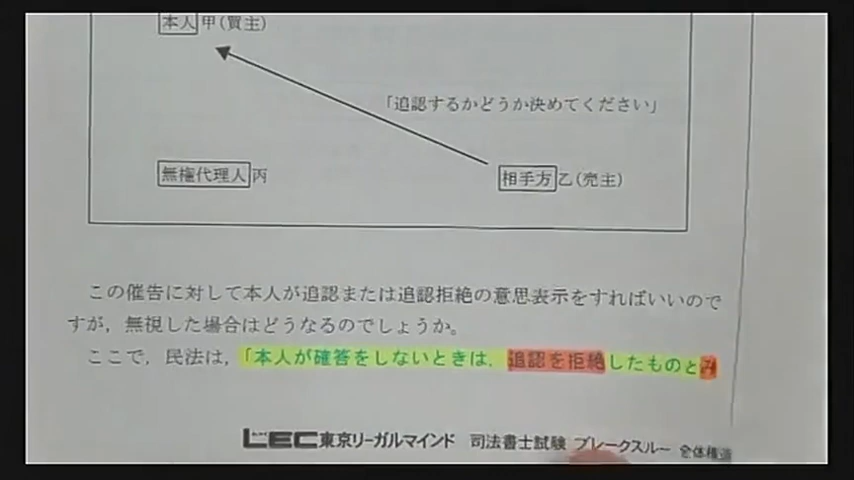 本人 甲(買主)
「追認するかどうか決めてください」
無権代理人 丙
相手方 乙(売主)
この催告に対して本人が追認または追認拒絶の意思表示をすればいいので
すが，無視した場合はどうなるのでしょうか。
ここで，民法は，「本人が確答をしないときは，追認を拒絶したものとみ
LEC東京リーガルマインド 司法書士試験 ブレークスルー 全体構造